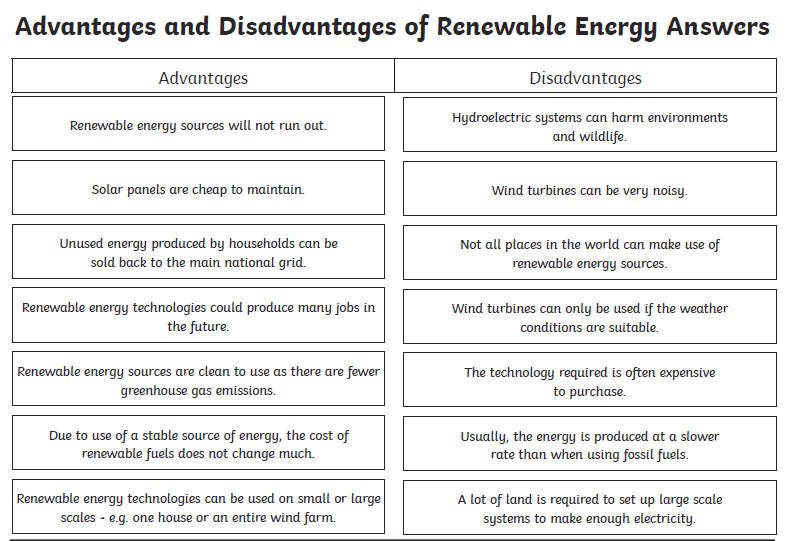 Advantages and Disadvantages of Renewable Energy Answers
Advantages
Disadvantages
Renewable energy sources will not run out.
Hydroelectric systems can harm environments
and wildlife.
Solar panels are cheap to maintain.
Wind turbines can be very noisy.
Unused energy produced by households can be
sold back to the main national grid.
Not all places in the world can make use of
renewable energy sources.
Renewable energy technologies could produce many jobs in
the future.
Wind turbines can only be used if the weather
conditions are suitable.
Renewable energy sources are clean to use as there are fewer
greenhouse gas emissions.
The technology required is often expensive
to purchase.
Due to use of a stable source of energy, the cost of
renewable fuels does not change much.
Usually, the energy is produced at a slower
rate than when using fossil fuels.
Renewable energy technologies can be used on small or large
scales - e.g. one house or an entire wind farm.
A lot of land is required to set up large scale
systems to make enough electricity.